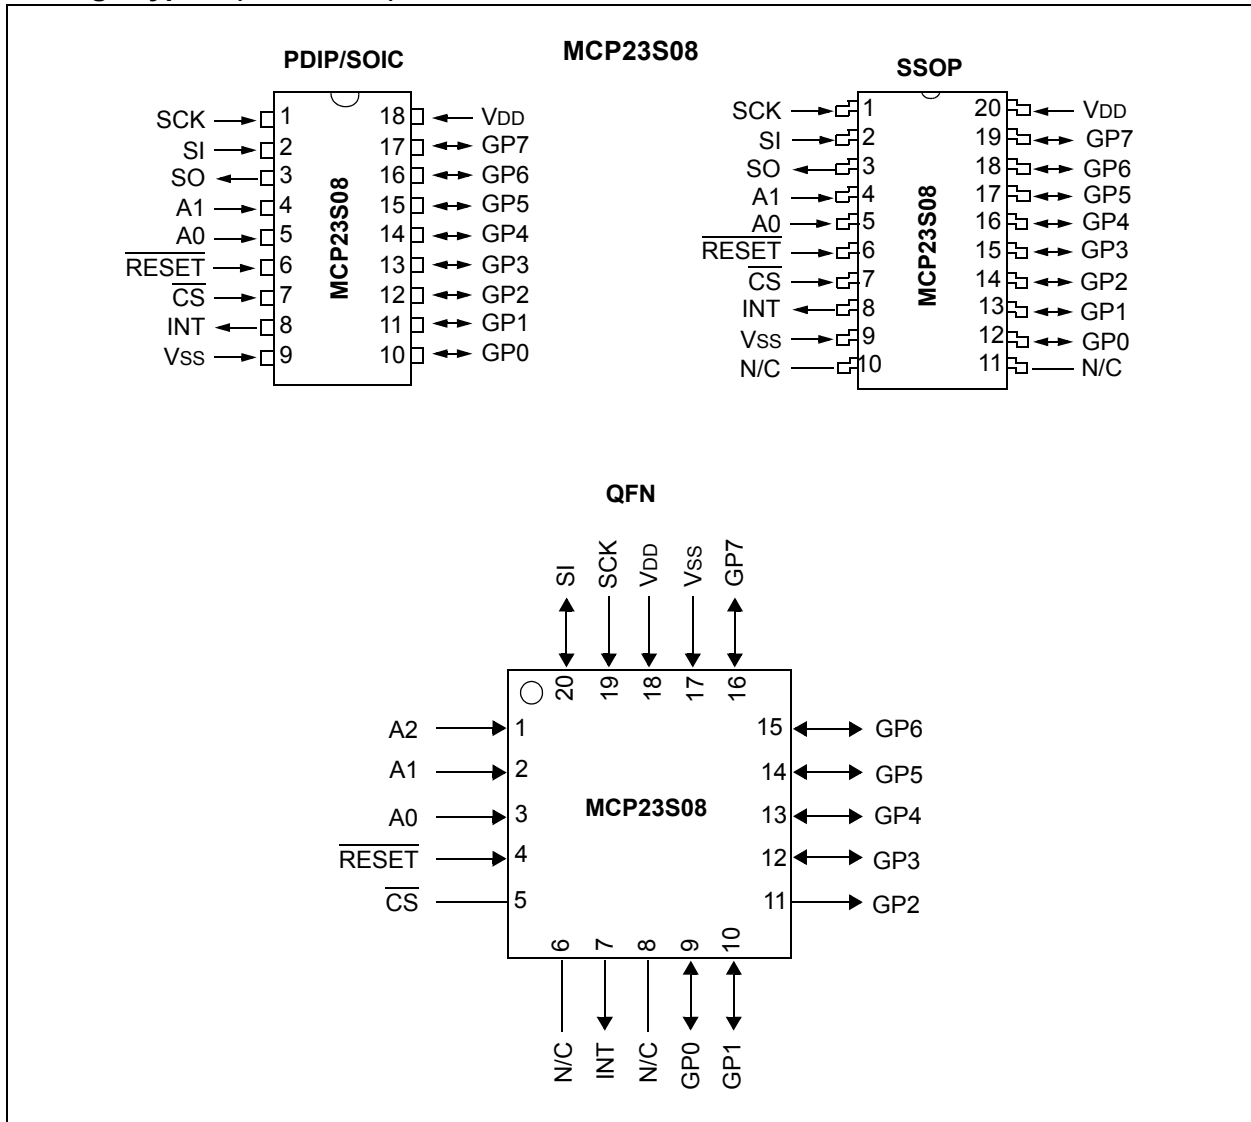 MCP23S08
PDIP/SOIC
SCK 1 18 VDD
SI 2 17 GP7
SO 3 16 GP6
A1 4 15 GP5
A0 5 14 GP4
RESET 6 13 GP3
CS 7 12 GP2
INT 8 11 GP1
VSS 9 10 GP0
MCP23S08
SSOP
SCK 1 20 VDD
SI 2 19 GP7
SO 3 18 GP6
A1 4 17 GP5
A0 5 16 GP4
RESET 6 15 GP3
CS 7 14 GP2
INT 8 13 GP1
VSS 9 12 GP0
N/C 10 11 N/C
MCP23S08
QFN
SI SCK VDD VSS GP7
20 19 18 17 16
A2 1 15 GP6
A1 2 14 GP5
A0 3 MCP23S08 13 GP4
RESET 4 12 GP3
CS 5 11 GP2
6 7 8 9 10
N/C INT N/C GP0 GP1